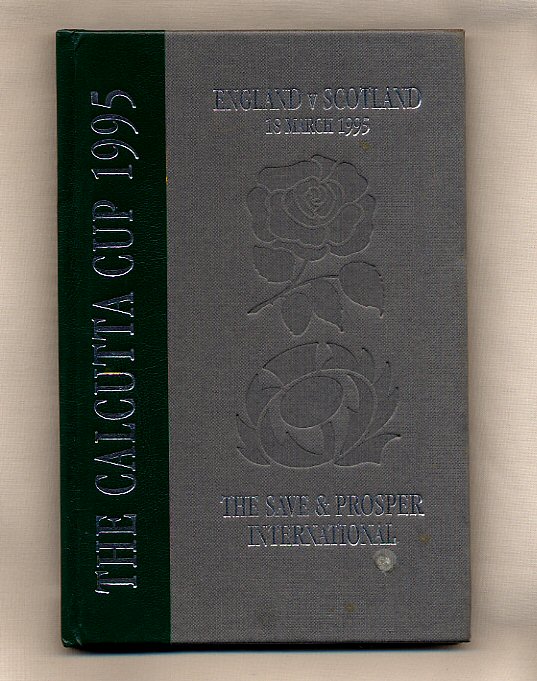 THE CALCUTTA CUP 1995
ENGLAND v SCOTLAND
18 MARCH 1995
THE SAVE & PROSPER
INTERNATIONAL